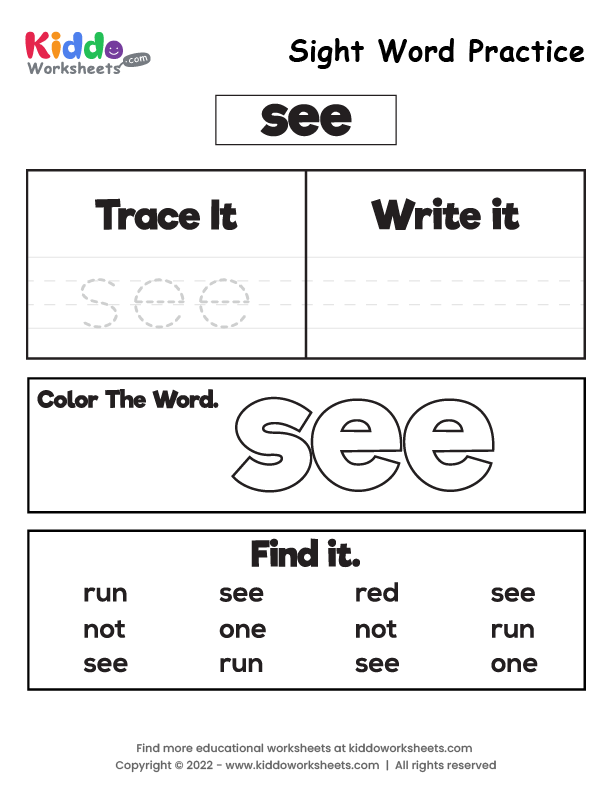 Kiddo
Worksheets .com
Sight Word Practice
see
Trace It
Write it
see
Color The Word.
see
Find it.
run see red see
not one not run
see run see one
Find more educational worksheets at kiddoworksheets.com
Copyright © 2022 - www.kiddoworksheets.com | All rights reserved